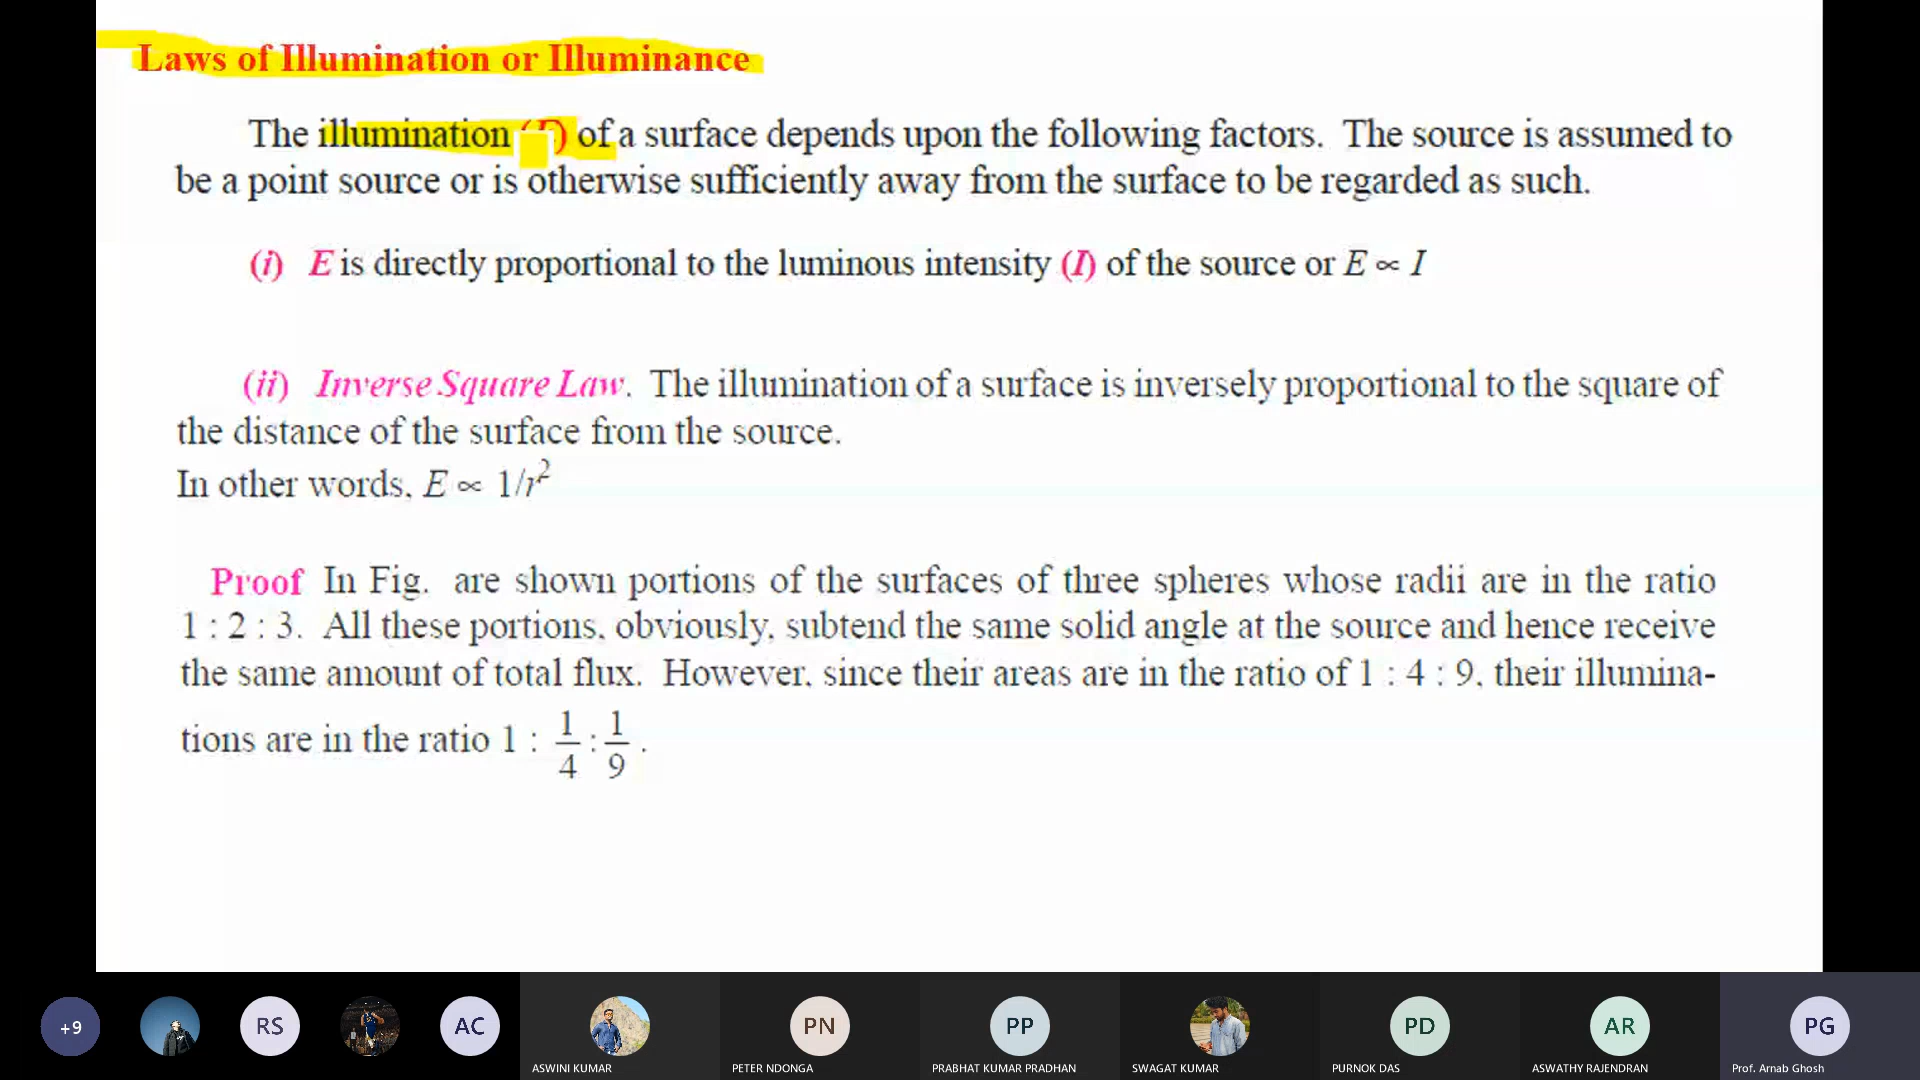 Laws of Illumination or Illuminance
The illumination (E) of a surface depends upon the following factors. The source is assumed to
be a point source or is otherwise sufficiently away from the surface to be regarded as such.
(i) E is directly proportional to the luminous intensity (I) of the source or E ∝ I
(ii) Inverse Square Law. The illumination of a surface is inversely proportional to the square of
the distance of the surface from the source.
In other words, E ∝ 1/r²
Proof In Fig. are shown portions of the surfaces of three spheres whose radii are in the ratio
1 : 2 : 3. All these portions, obviously, subtend the same solid angle at the source and hence receive
the same amount of total flux. However, since their areas are in the ratio of 1 : 4 : 9, their illumina-
tions are in the ratio 1 : 1/4 : 1/9 .
+9 RS AC PN PP PD AR PG
ASWINI KUMAR PETER NDONGA PRABHAT KUMAR PRADHAN SWAGAT KUMAR PURNOK DAS ASWATHY RAJENDRAN Prof. Arnab Ghosh